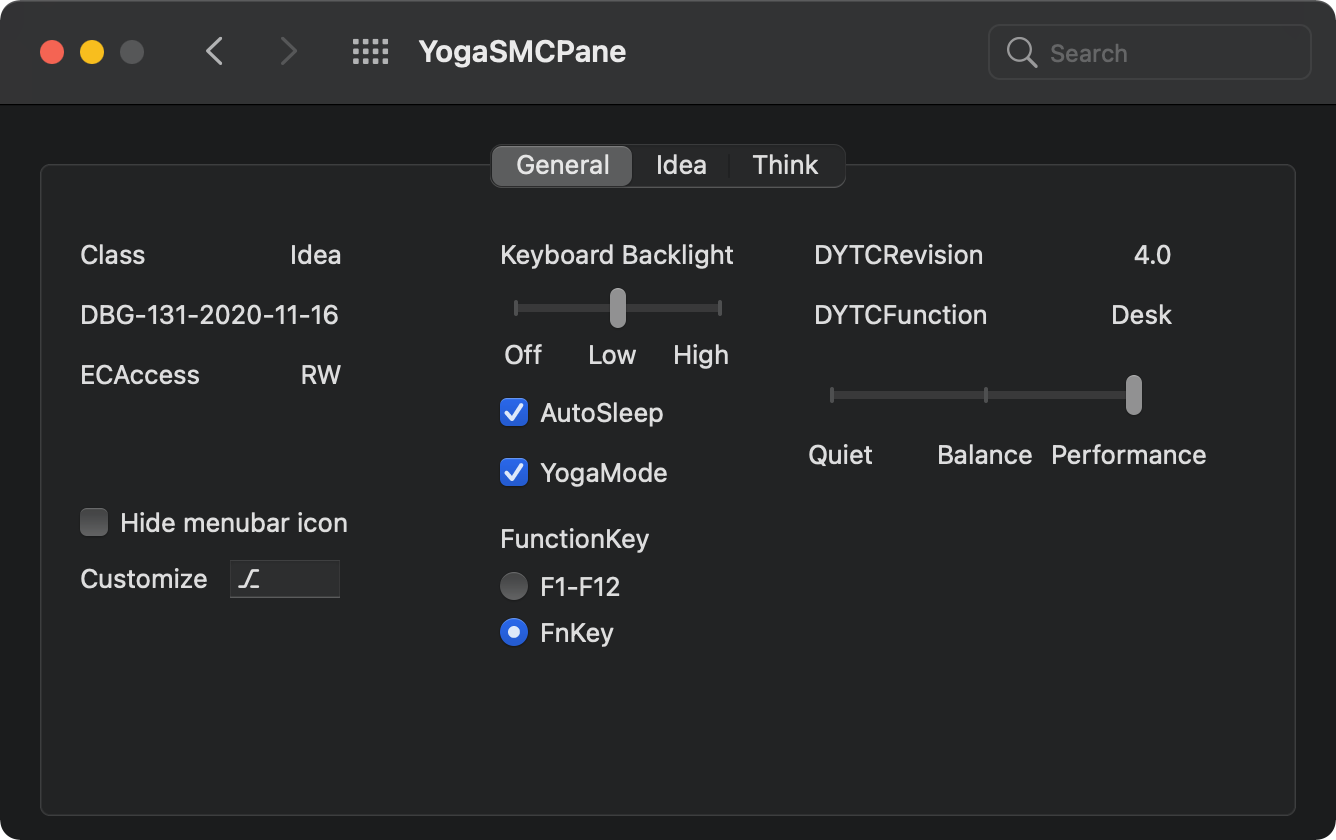 YogaSMCPane
Search
General Idea Think
Class Idea
DBG-131-2020-11-16
ECAccess RW
Hide menubar icon
Customize ⌥
Keyboard Backlight
Off Low High
AutoSleep
YogaMode
FunctionKey
F1-F12
FnKey
DYTCRevision 4.0
DYTCFunction Desk
Quiet Balance Performance